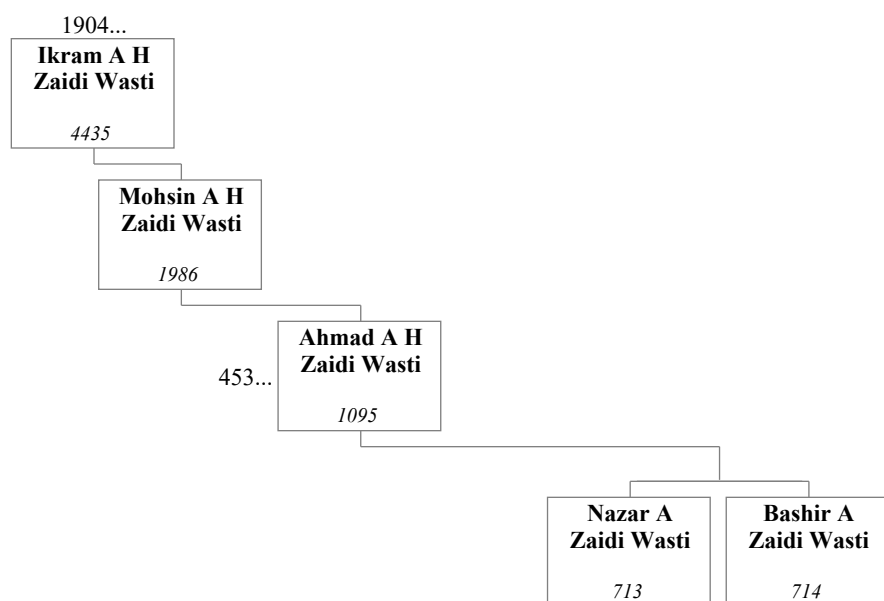 1904...
Ikram A H
Zaidi Wasti
4435
Mohsin A H
Zaidi Wasti
1986
Ahmad A H
Zaidi Wasti
453...
1095
Nazar A
Zaidi Wasti
713
Bashir A
Zaidi Wasti
714